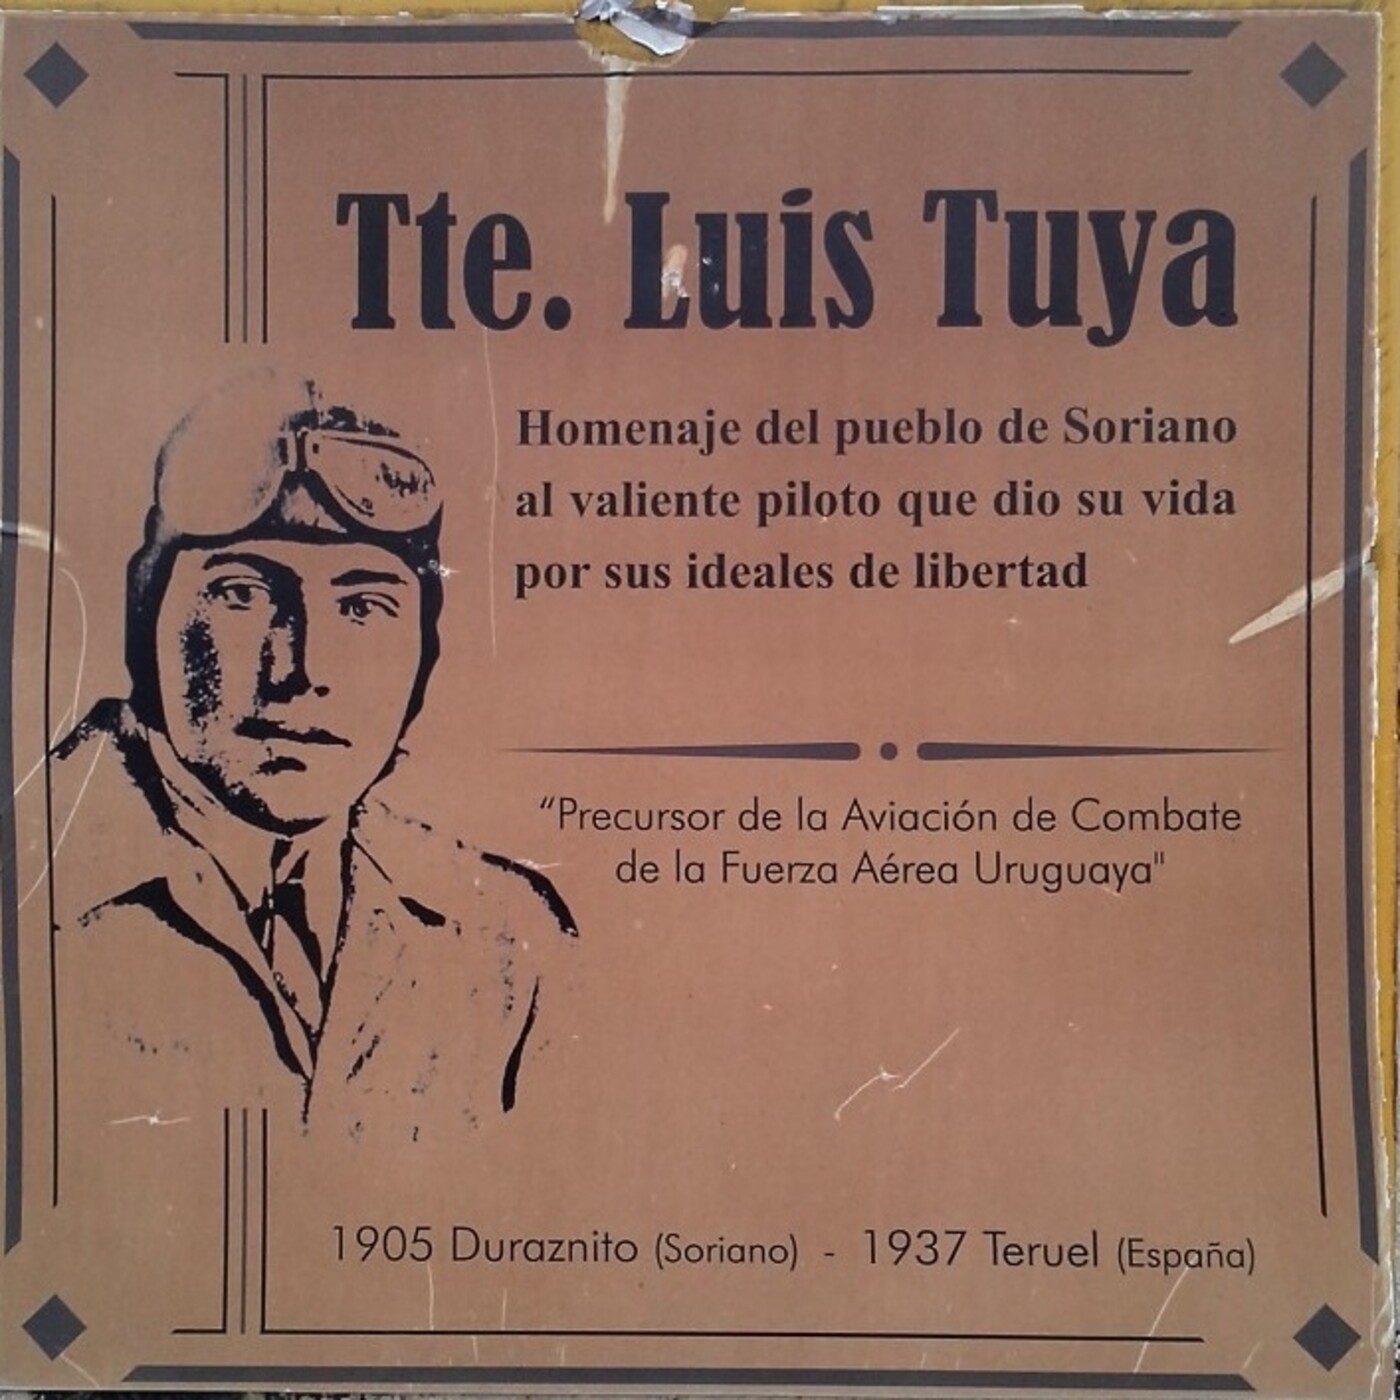 Tte. Luis Tuya
Homenaje del pueblo de Soriano
al valiente piloto que dio su vida
por sus ideales de libertad
“Precursor de la Aviación de Combate
de la Fuerza Aérea Uruguaya"
1905 Duraznito (Soriano) - 1937 Teruel (España)